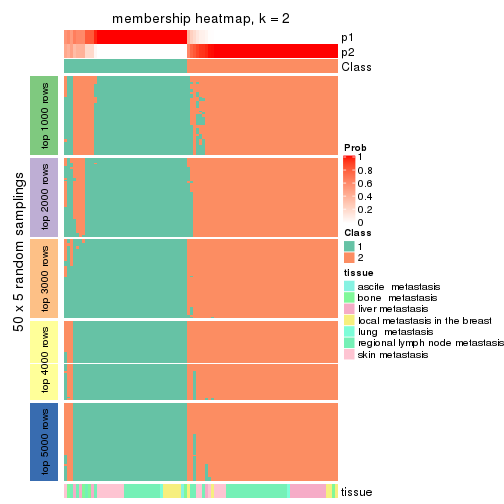 membership heatmap, k = 2
p1
p2
Class
50 x 5 random samplings
top 1000 rows
top 2000 rows
top 3000 rows
top 4000 rows
top 5000 rows
Prob
1
0.8
0.6
0.4
0.2
0
Class
1
2
tissue
ascite metastasis
bone metastasis
liver metastasis
local metastasis in the breast
lung metastasis
regional lymph node metastasis
skin metastasis
tissue